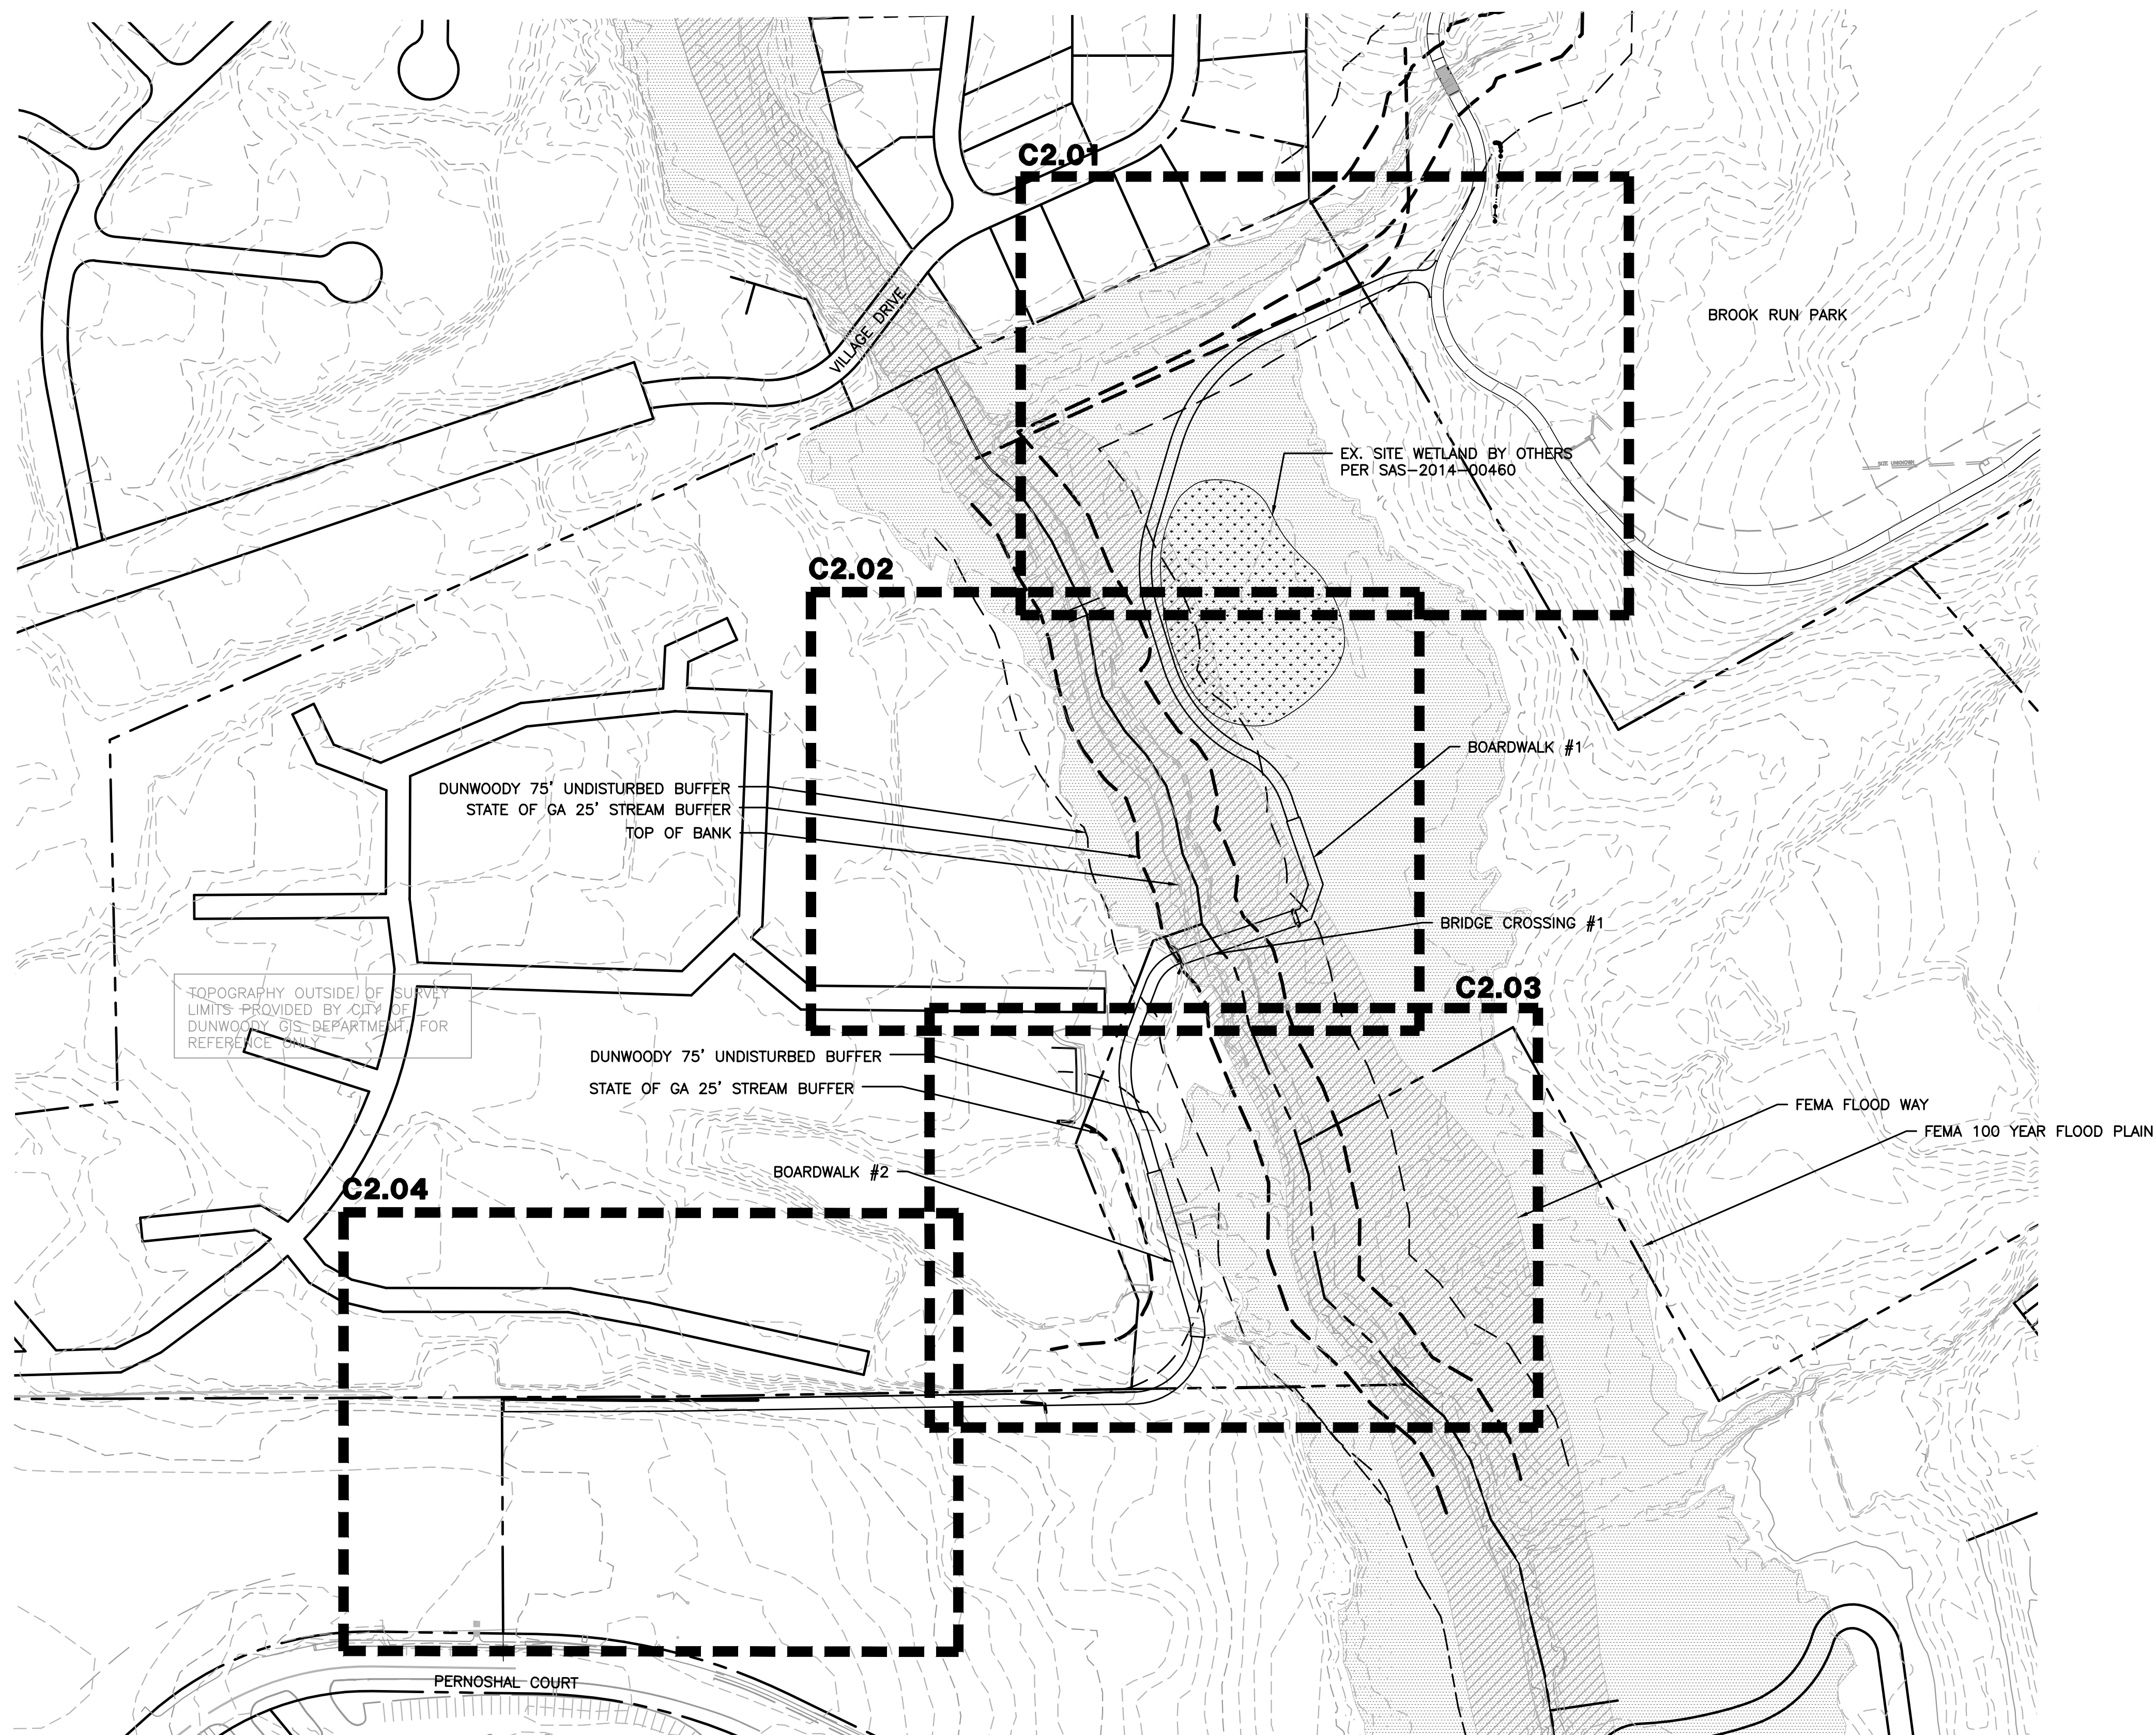 C2.01
VILLAGE DRIVE
BROOK RUN PARK
EX. SITE WETLAND BY OTHERS
PER SAS-2014-00460
SITE UNKNOWN
C2.02
BOARDWALK #1
DUNWOODY 75' UNDISTURBED BUFFER
STATE OF GA 25' STREAM BUFFER
TOP OF BANK
BRIDGE CROSSING #1
C2.03
TOPOGRAPHY OUTSIDE OF SURVEY
LIMITS PROVIDED BY CITY OF
DUNWOODY GIS DEPARTMENT, FOR
REFERENCE ONLY
DUNWOODY 75' UNDISTURBED BUFFER
STATE OF GA 25' STREAM BUFFER
FEMA FLOOD WAY
FEMA 100 YEAR FLOOD PLAIN
BOARDWALK #2
C2.04
PERNOSHAL COURT